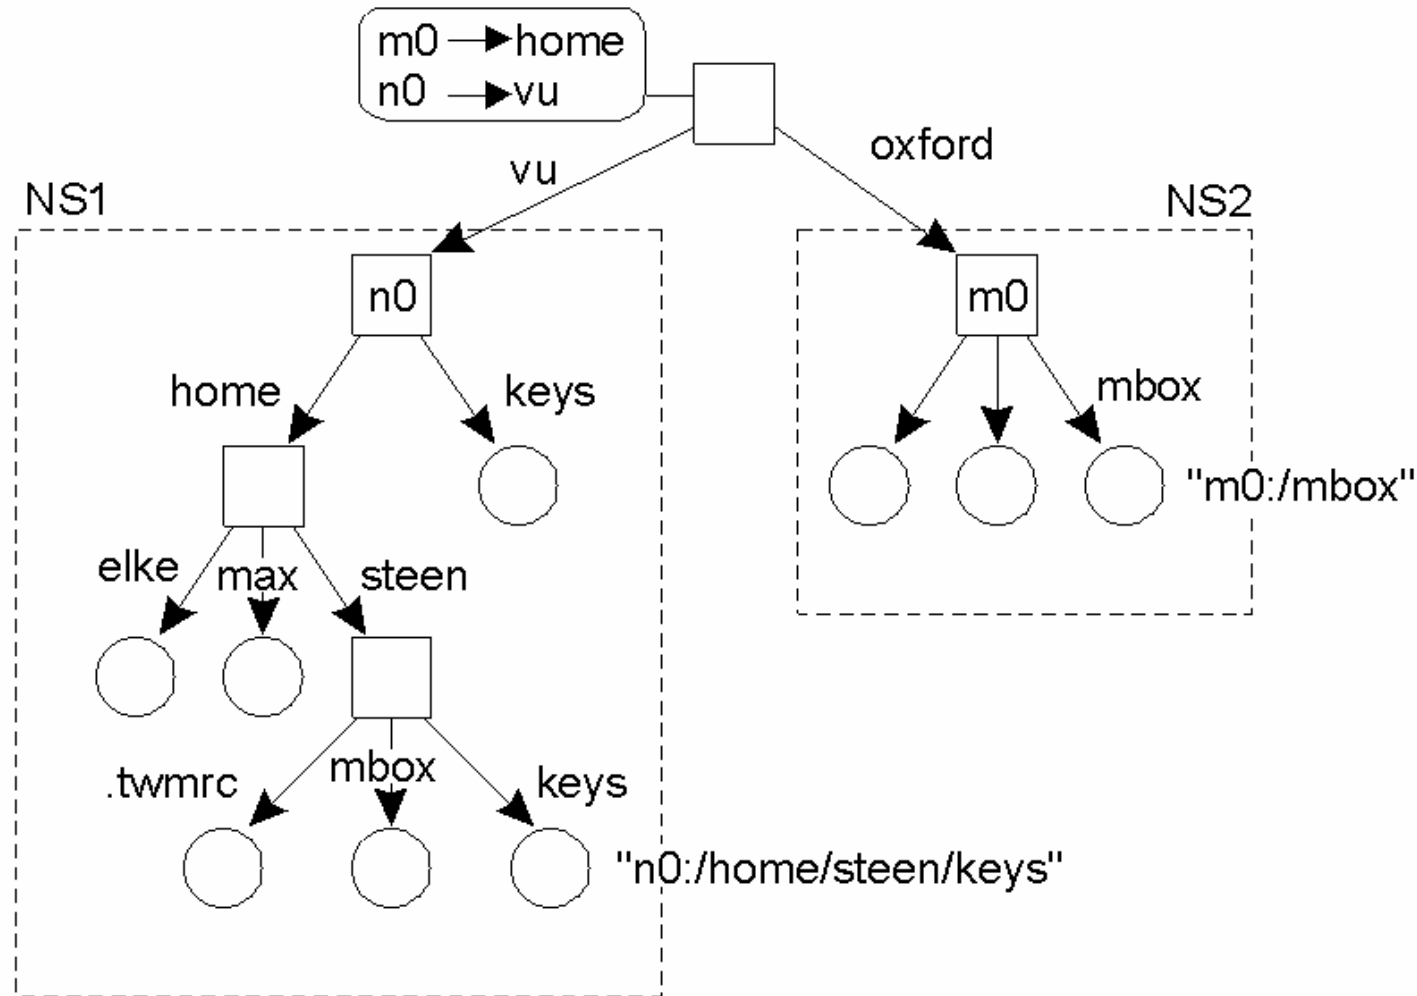 m0 → home
n0 → vu
vu
oxford
NS1
NS2
n0
m0
home
keys
mbox
"m0:/mbox"
elke
max
steen
.twmrc
mbox
keys
"n0:/home/steen/keys"